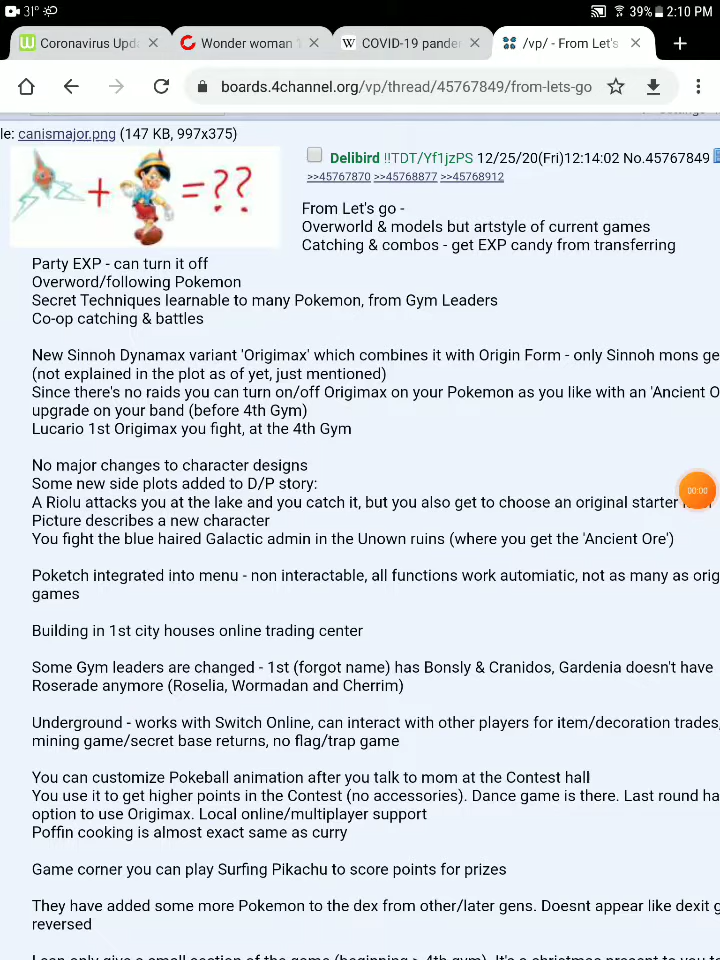 31° 39% 2:10 PM
Coronavirus Upd Wonder woman 1 COVID-19 pande /vp/ - From Let's
boards.4channel.org/vp/thread/45767849/from-lets-go
le: canismajor.png (147 KB, 997x375)
+ =??
Delibird !!TDT/Yf1jzPS 12/25/20(Fri)12:14:02 No.45767849
>>45767870 >>45768877 >>45768912
From Let's go -
Overworld & models but artstyle of current games
Catching & combos - get EXP candy from transferring
Party EXP - can turn it off
Overword/following Pokemon
Secret Techniques learnable to many Pokemon, from Gym Leaders
Co-op catching & battles
New Sinnoh Dynamax variant 'Origimax' which combines it with Origin Form - only Sinnoh mons ge
(not explained in the plot as of yet, just mentioned)
Since there's no raids you can turn on/off Origimax on your Pokemon as you like with an 'Ancient O
upgrade on your band (before 4th Gym)
Lucario 1st Origimax you fight, at the 4th Gym
No major changes to character designs
Some new side plots added to D/P story:
A Riolu attacks you at the lake and you catch it, but you also get to choose an original starter
00:00
Picture describes a new character
You fight the blue haired Galactic admin in the Unown ruins (where you get the 'Ancient Ore')
Poketch integrated into menu - non interactable, all functions work automiatic, not as many as orig
games
Building in 1st city houses online trading center
Some Gym leaders are changed - 1st (forgot name) has Bonsly & Cranidos, Gardenia doesn't have
Roserade anymore (Roselia, Wormadan and Cherrim)
Underground - works with Switch Online, can interact with other players for item/decoration trades,
mining game/secret base returns, no flag/trap game
You can customize Pokeball animation after you talk to mom at the Contest hall
You use it to get higher points in the Contest (no accessories). Dance game is there. Last round ha
option to use Origimax. Local online/multiplayer support
Poffin cooking is almost exact same as curry
Game corner you can play Surfing Pikachu to score points for prizes
They have added some more Pokemon to the dex from other/later gens. Doesnt appear like dexit g
reversed